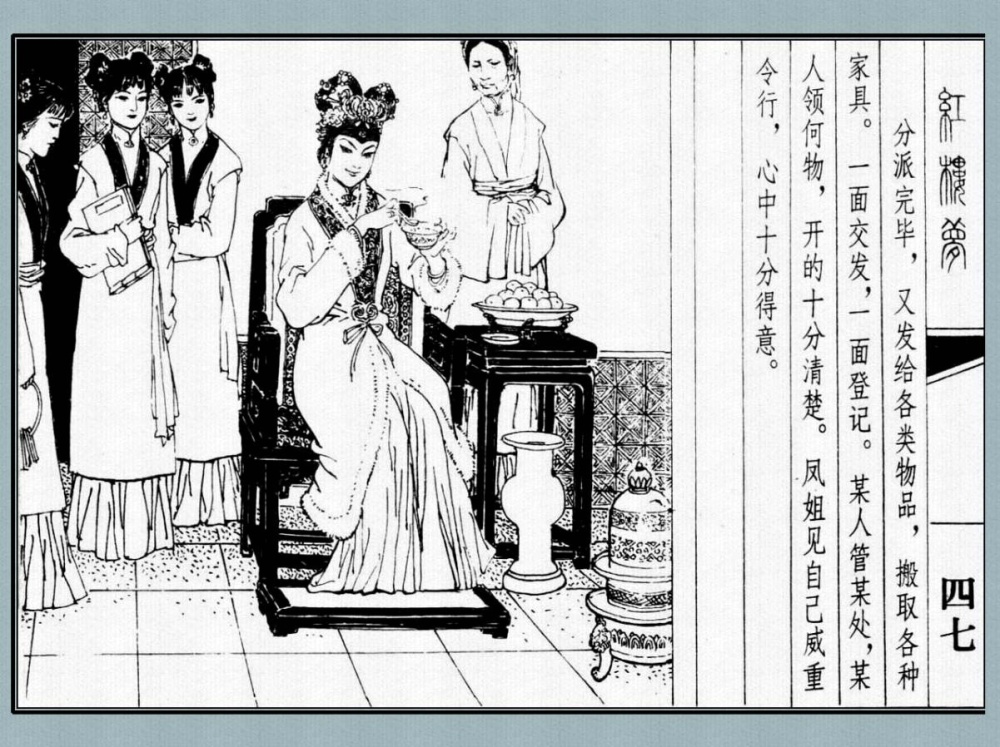 紅樓夢
四七
分派完毕，又发给各类物品，搬取各种
家具。一面交发，一面登记。某人管某处，某
人领何物，开的十分清楚。凤姐见自己威重
令行，心中十分得意。